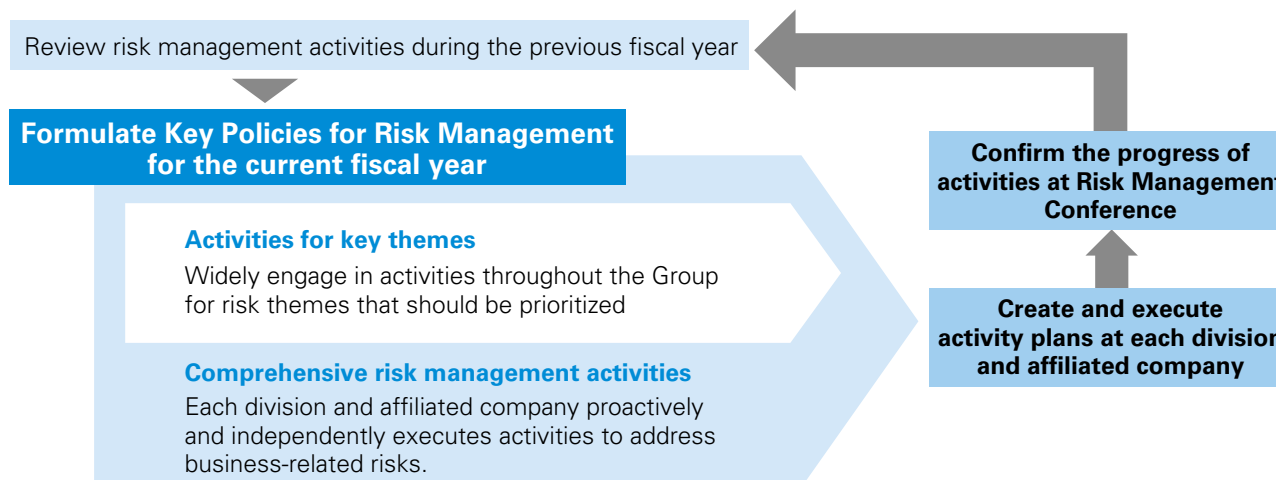 Review risk management activities during the previous fiscal year
Formulate Key Policies for Risk Management
for the current fiscal year
Activities for key themes
Widely engage in activities throughout the Group
for risk themes that should be prioritized
Comprehensive risk management activities
Each division and affiliated company proactively
and independently executes activities to address
business-related risks.
Create and execute
activity plans at each division
and affiliated company
Confirm the progress of
activities at Risk Management
Conference